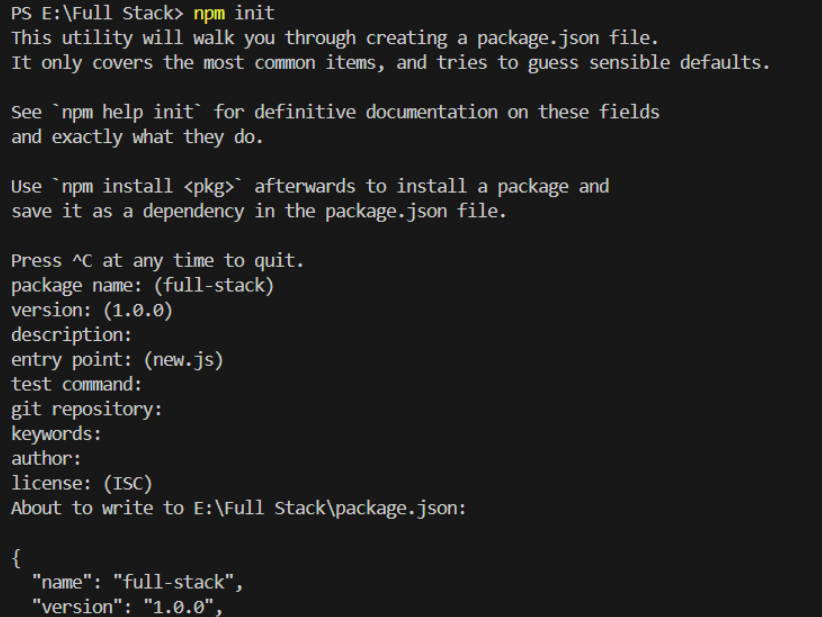 PS E:\Full Stack> npm init
This utility will walk you through creating a package.json file.
It only covers the most common items, and tries to guess sensible defaults.
See `npm help init` for definitive documentation on these fields
and exactly what they do.
Use `npm install <pkg>` afterwards to install a package and
save it as a dependency in the package.json file.
Press ^C at any time to quit.
package name: (full-stack)
version: (1.0.0)
description:
entry point: (new.js)
test command:
git repository:
keywords:
author:
license: (ISC)
About to write to E:\Full Stack\package.json:
{
  "name": "full-stack",
  "version": "1.0.0",